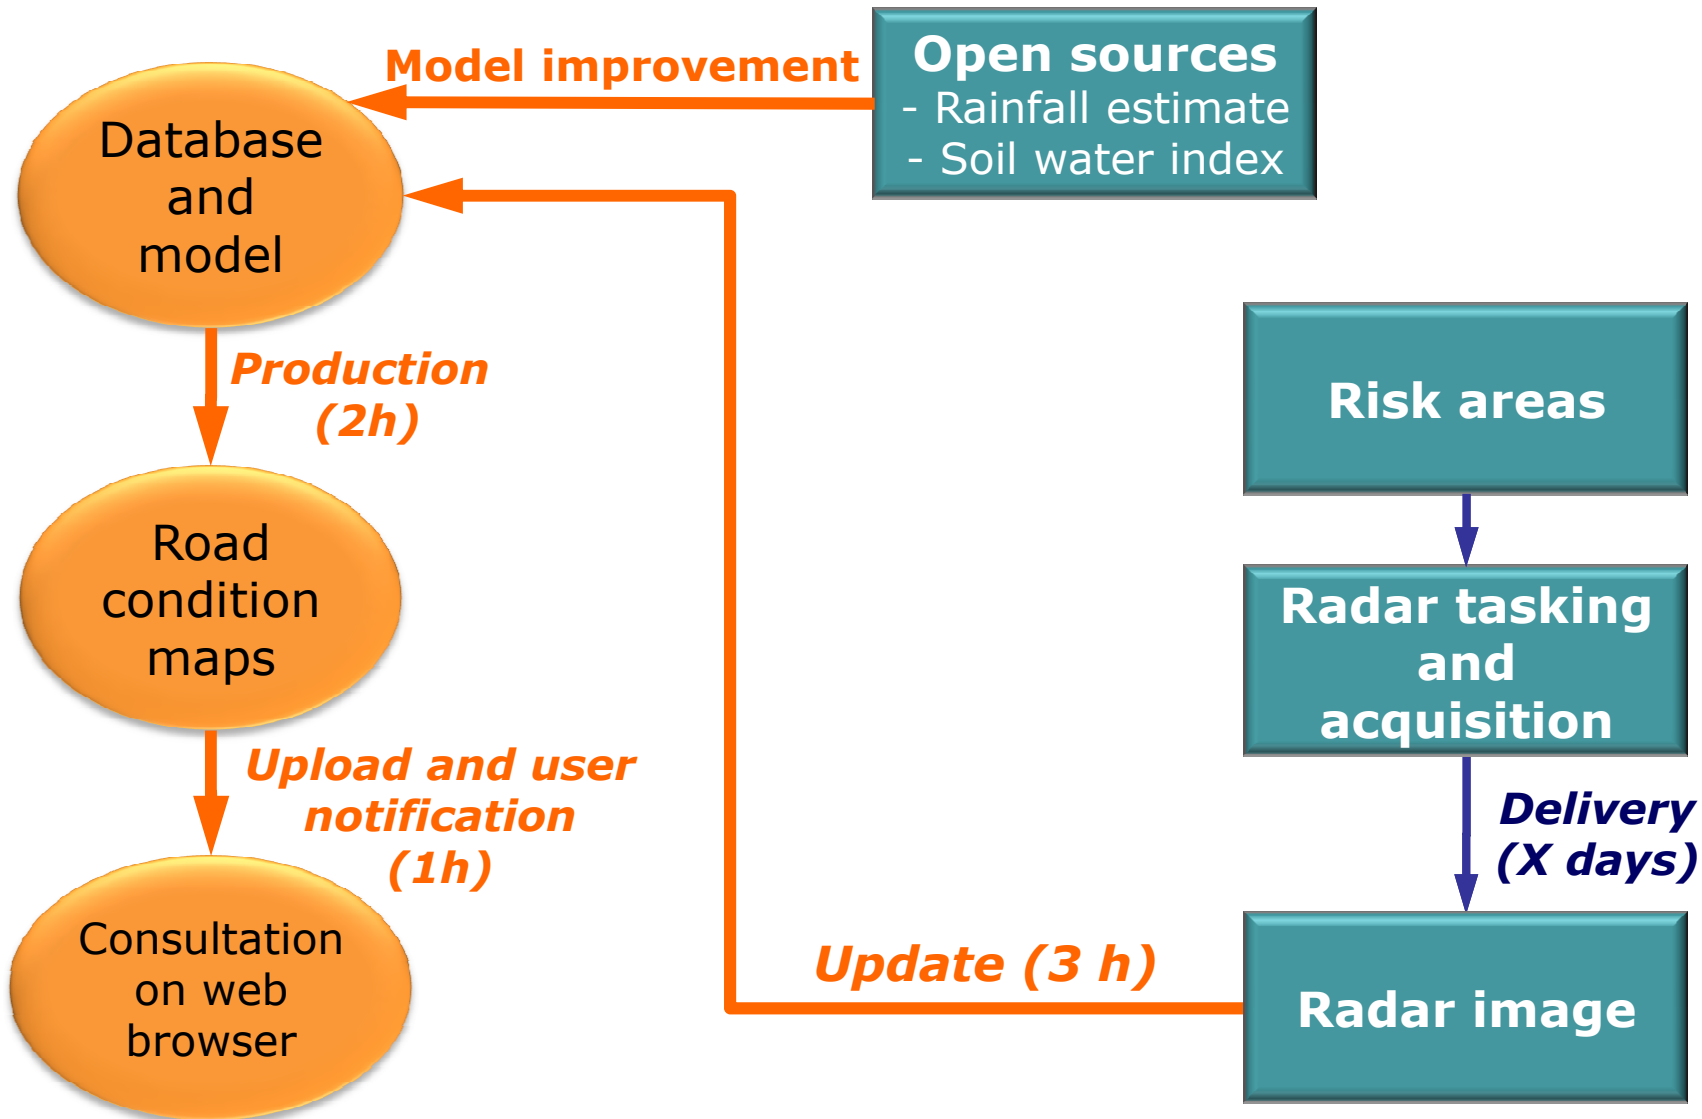 Model improvement
Open sources
- Rainfall estimate
- Soil water index
Database
and
model
Production
(2h)
Risk areas
Road
condition
maps
Radar tasking
and
acquisition
Upload and user
notification
(1h)
Delivery
(X days)
Consultation
on web
browser
Update (3 h)
Radar image